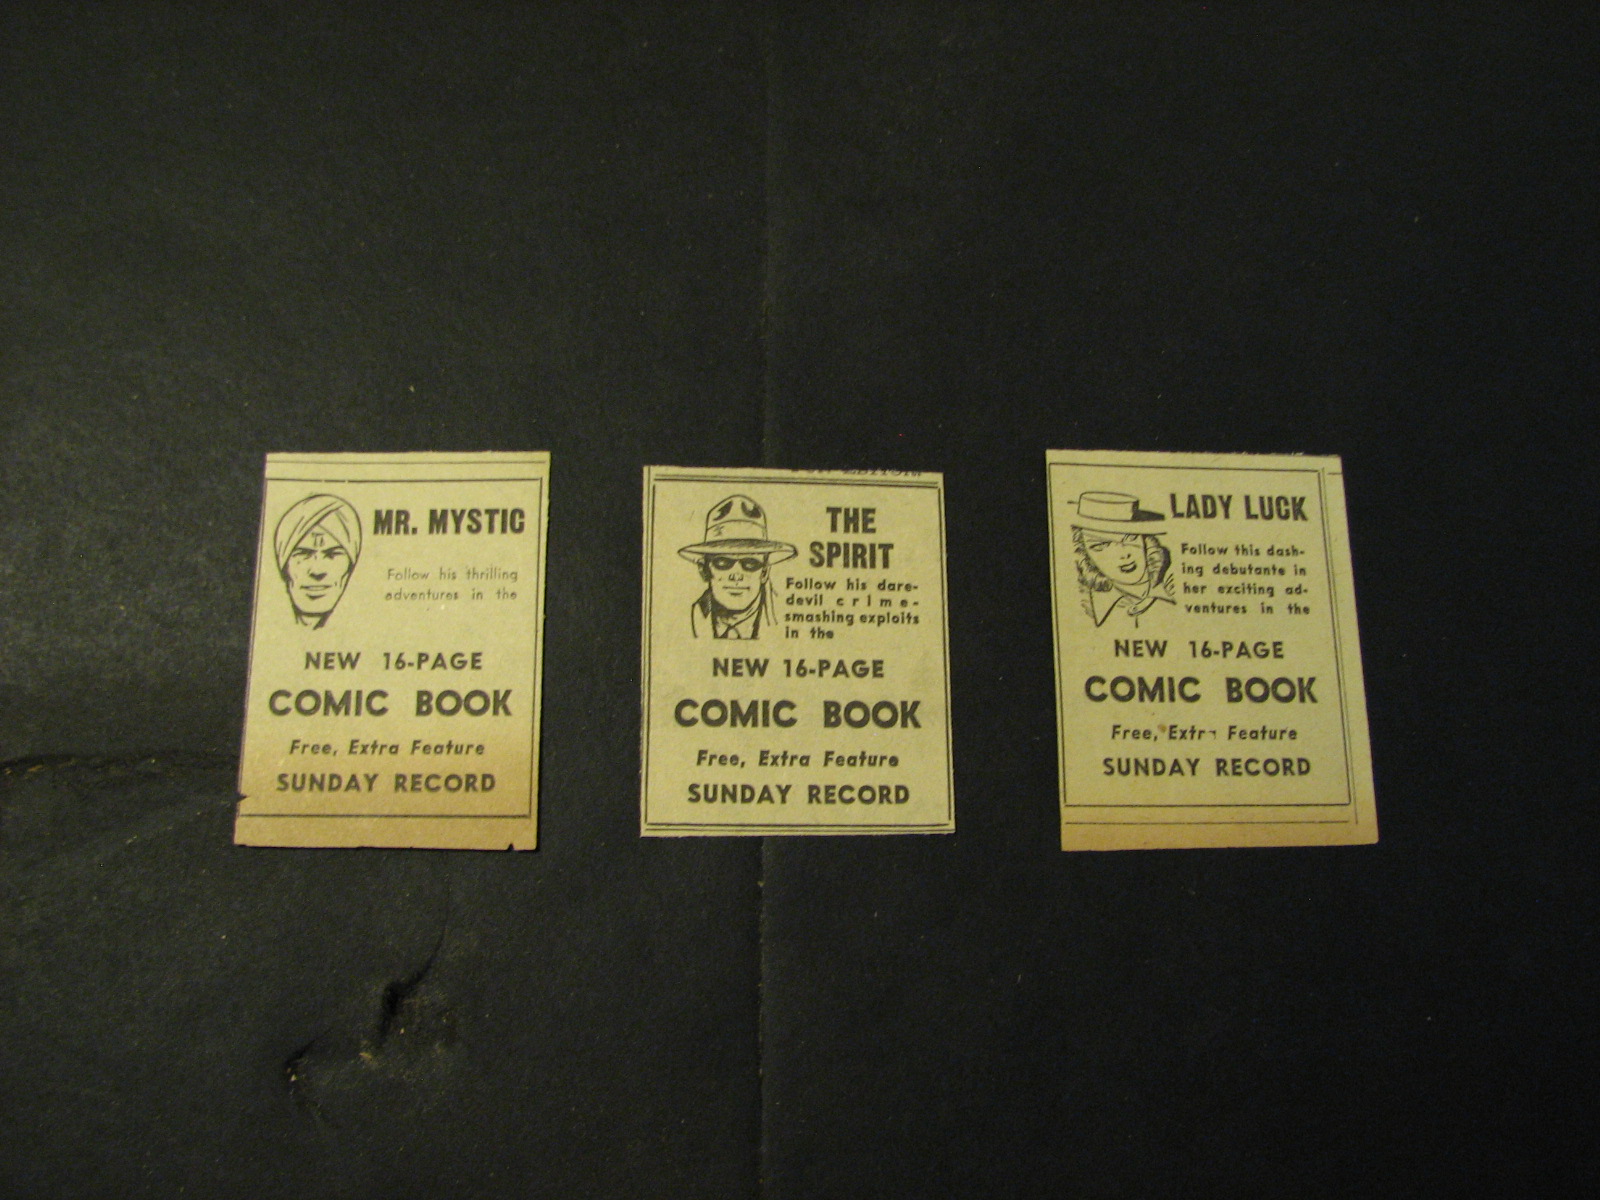 MR. MYSTIC
Follow his thrilling
adventures in the
NEW 16-PAGE
COMIC BOOK
Free, Extra Feature
SUNDAY RECORD
THE
SPIRIT
Follow his dare-
devil crime-
smashing exploits
in the
NEW 16-PAGE
COMIC BOOK
Free, Extra Feature
SUNDAY RECORD
LADY LUCK
Follow this dash-
ing debutante in
her exciting ad-
ventures in the
NEW 16-PAGE
COMIC BOOK
Free, Extra Feature
SUNDAY RECORD